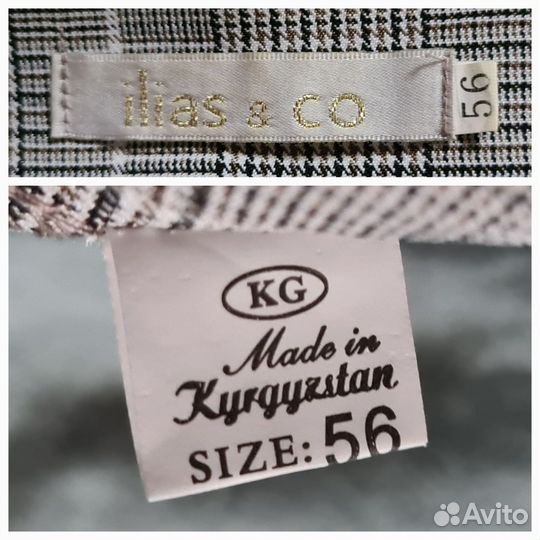 ilias & co
56
KG
Made in
Kyrgyzstan
SIZE: 56
Avito